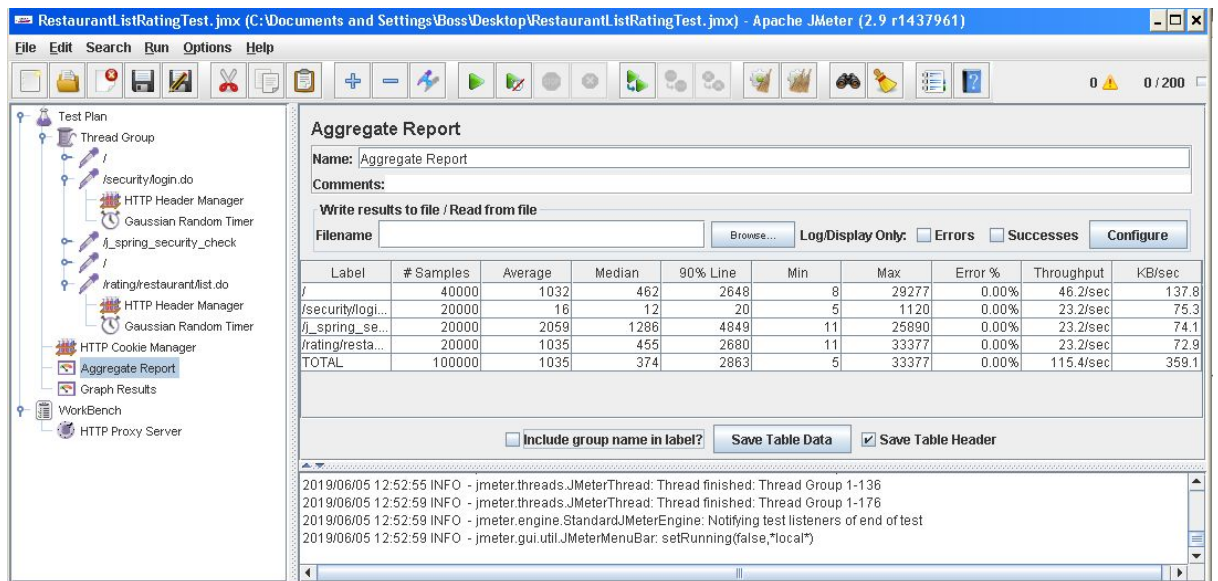 RestaurantListRatingTest.jmx (C:\Documents and Settings\Boss\Desktop\RestaurantListRatingTest.jmx) - Apache JMeter (2.9 r1437961)
File Edit Search Run Options Help
0 0 / 200
Test Plan
Thread Group
/
/security/login.do
HTTP Header Manager
Gaussian Random Timer
/j_spring_security_check
/
/rating/restaurant/list.do
HTTP Header Manager
Gaussian Random Timer
HTTP Cookie Manager
Aggregate Report
Graph Results
WorkBench
HTTP Proxy Server
Aggregate Report
Name: Aggregate Report
Comments:
Write results to file / Read from file
Filename Browse... Log/Display Only: Errors Successes Configure
Label # Samples Average Median 90% Line Min Max Error % Throughput KB/sec
/ 40000 1032 462 2648 8 29277 0.00% 46.2/sec 137.8
/security/logi... 20000 16 12 20 5 1120 0.00% 23.2/sec 75.3
/j_spring_se... 20000 2059 1286 4849 11 25890 0.00% 23.2/sec 74.1
/rating/resta... 20000 1035 455 2680 11 33377 0.00% 23.2/sec 72.9
TOTAL 100000 1035 374 2863 5 33377 0.00% 115.4/sec 359.1
Include group name in label? Save Table Data Save Table Header
2019/06/05 12:52:55 INFO - jmeter.threads.JMeterThread: Thread finished: Thread Group 1-136
2019/06/05 12:52:59 INFO - jmeter.threads.JMeterThread: Thread finished: Thread Group 1-176
2019/06/05 12:52:59 INFO - jmeter.engine.StandardJMeterEngine: Notifying test listeners of end of test
2019/06/05 12:52:59 INFO - jmeter.gui.util.JMeterMenuBar: setRunning(false,*local*)